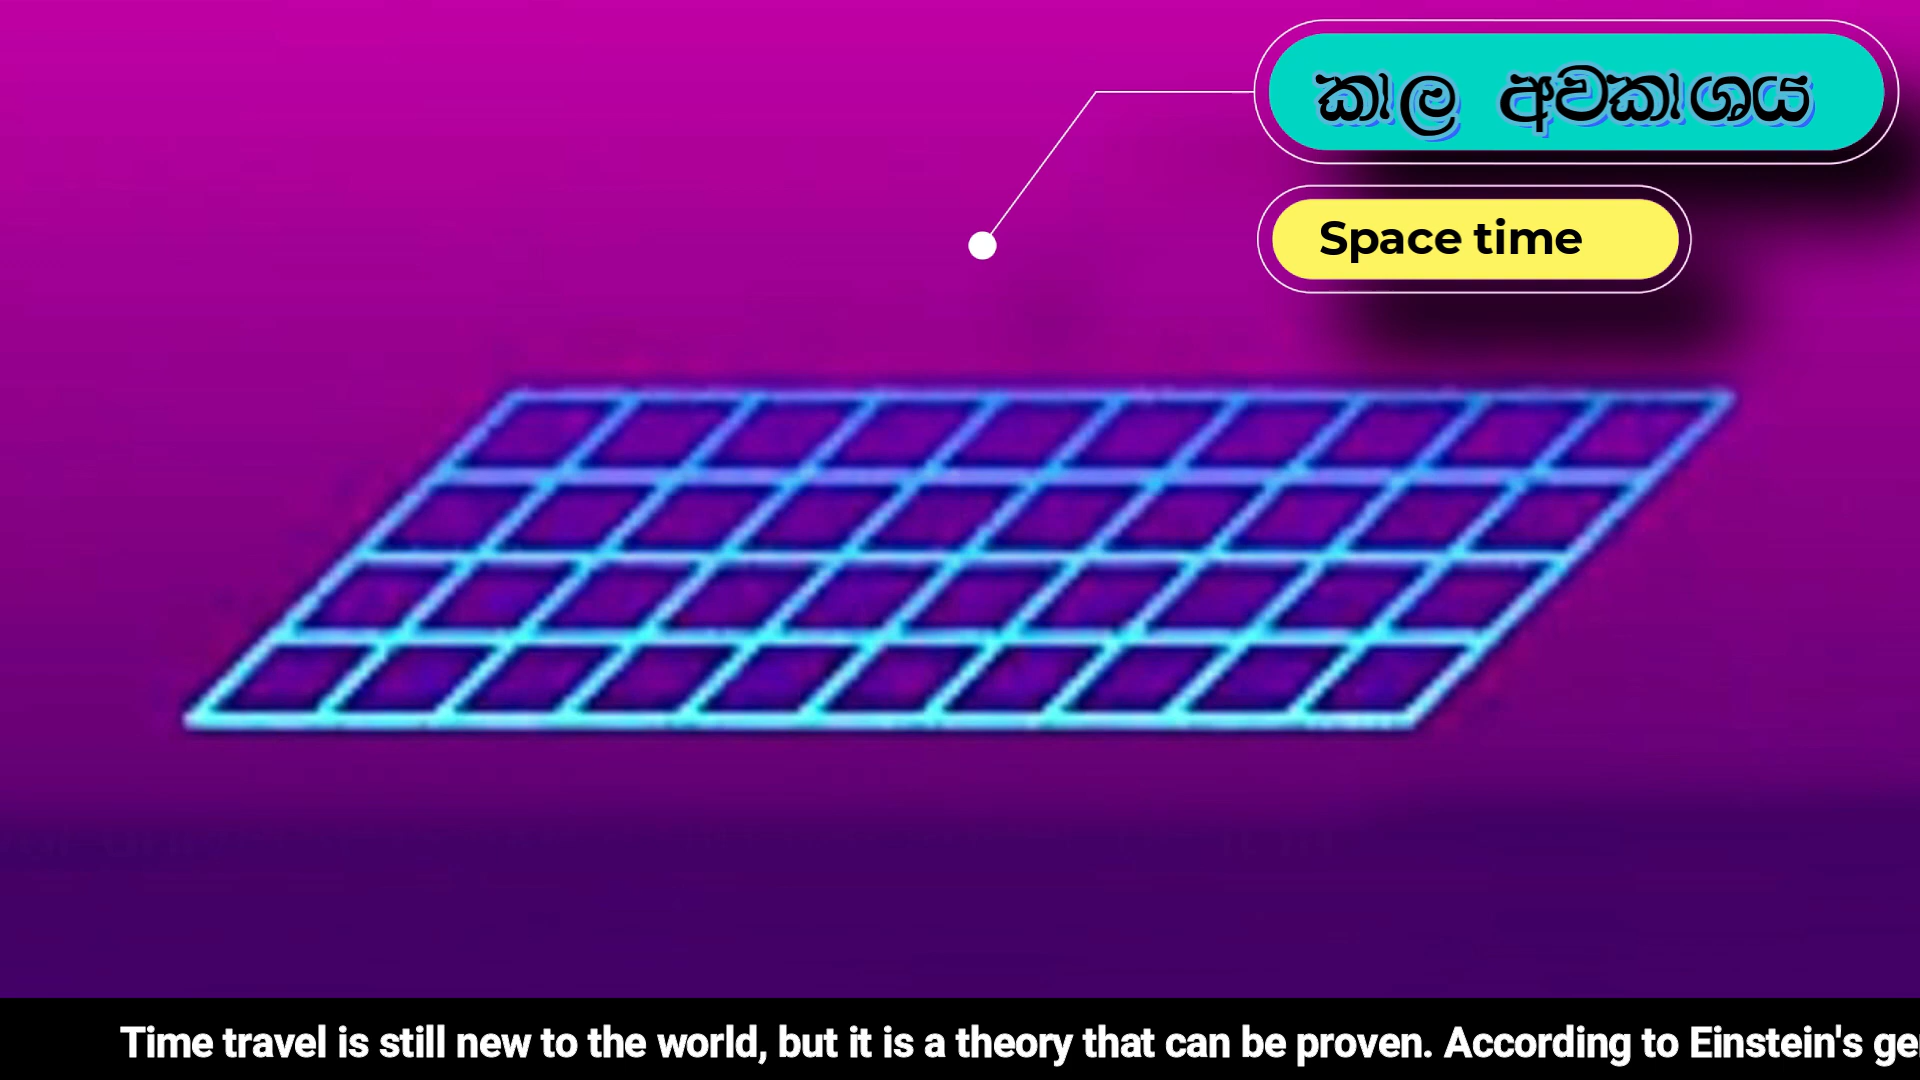 කාල අවකාශය
Space time
Time travel is still new to the world, but it is a theory that can be proven. According to Einstein's